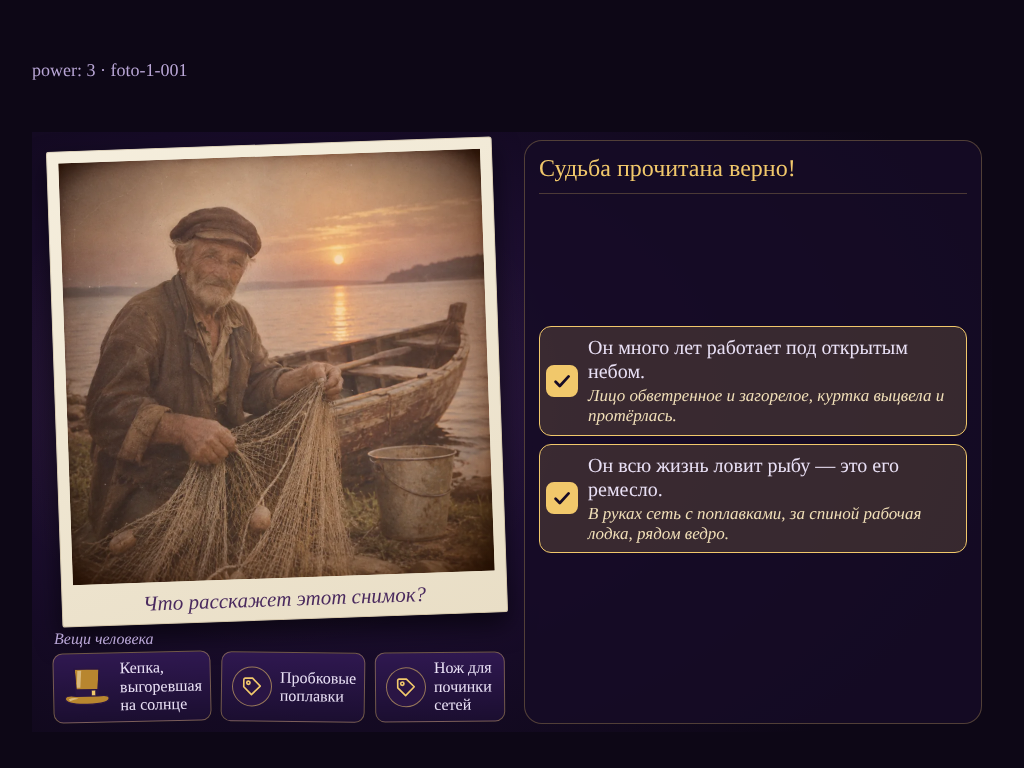 power: 3 · foto-1-001
Судьба прочитана верно!
Он много лет работает под открытым
небом.
Лицо обветренное и загорелое, куртка выцвела и
протёрлась.
Он всю жизнь ловит рыбу — это его
ремесло.
В руках сеть с поплавками, за спиной рабочая
лодка, рядом ведро.
Что расскажет этот снимок?
Вещи человека
Кепка,
выгоревшая
на солнце
Пробковые
поплавки
Нож для
починки
сетей